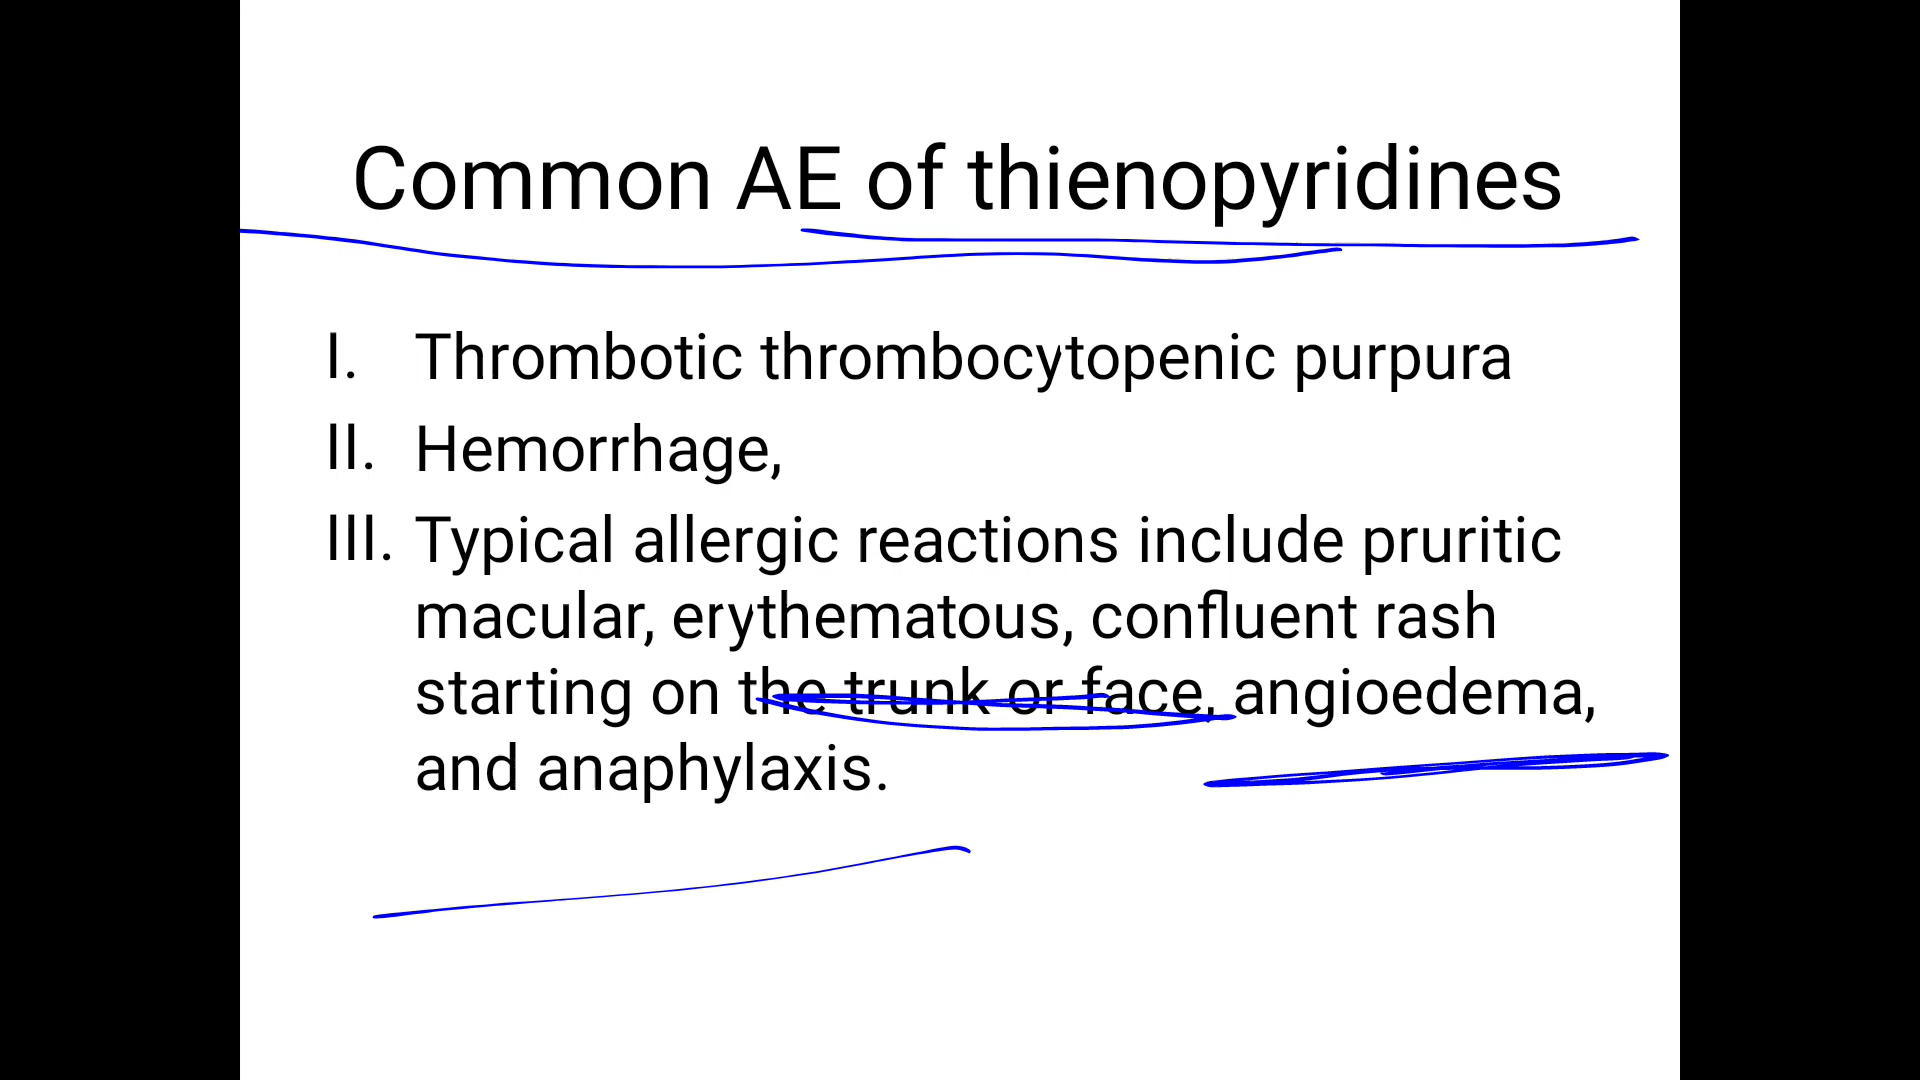 Common AE of thienopyridines
I. Thrombotic thrombocytopenic purpura
II. Hemorrhage,
III. Typical allergic reactions include pruritic
macular, erythematous, confluent rash
starting on the trunk or face, angioedema,
and anaphylaxis.